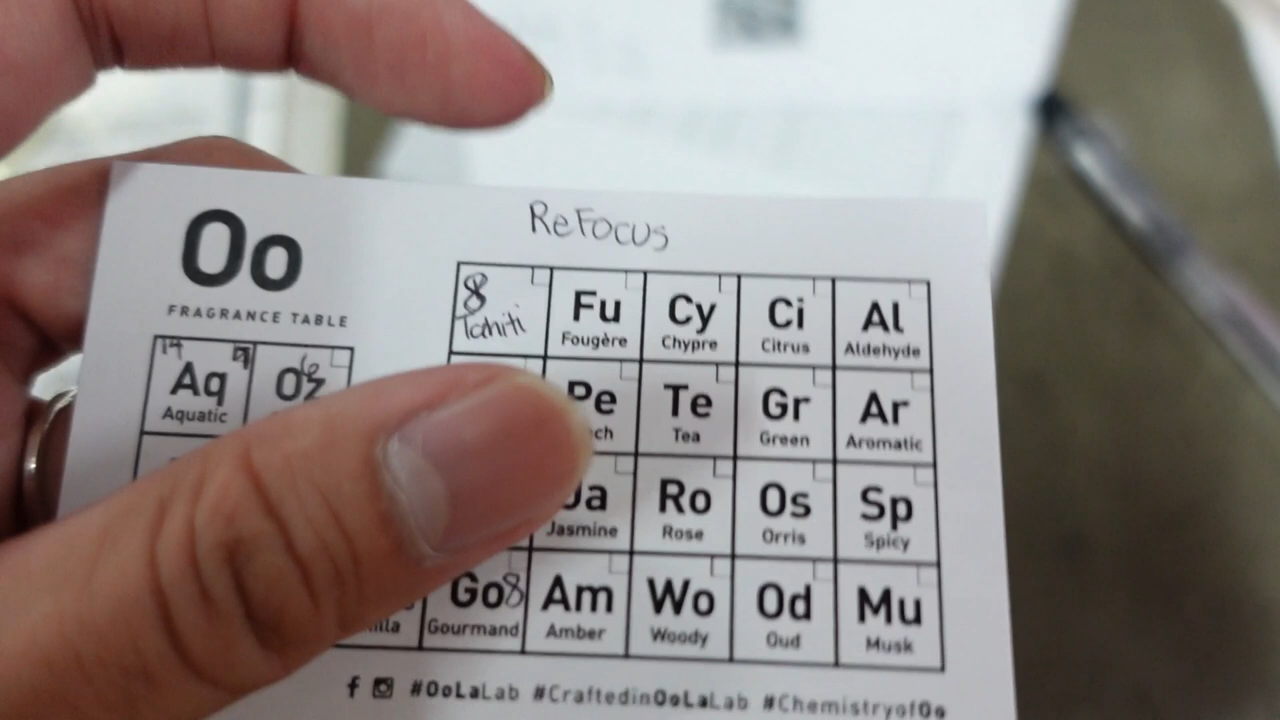 ReFocus
Oo
FRAGRANCE TABLE
8 Tahiti
Fu Cy Ci Al
Fougère Chypre Citrus Aldehyde
14
Aq
Aquatic
6
Te Gr Ar
Tea Green Aromatic
Ro Os Sp
Jasmine Rose Orris Spicy
Go 8 Am Wo Od Mu
Gourmand Amber Woody Oud Musk
#OoLaLab #CraftedinOoLaLab #ChemistryofOo